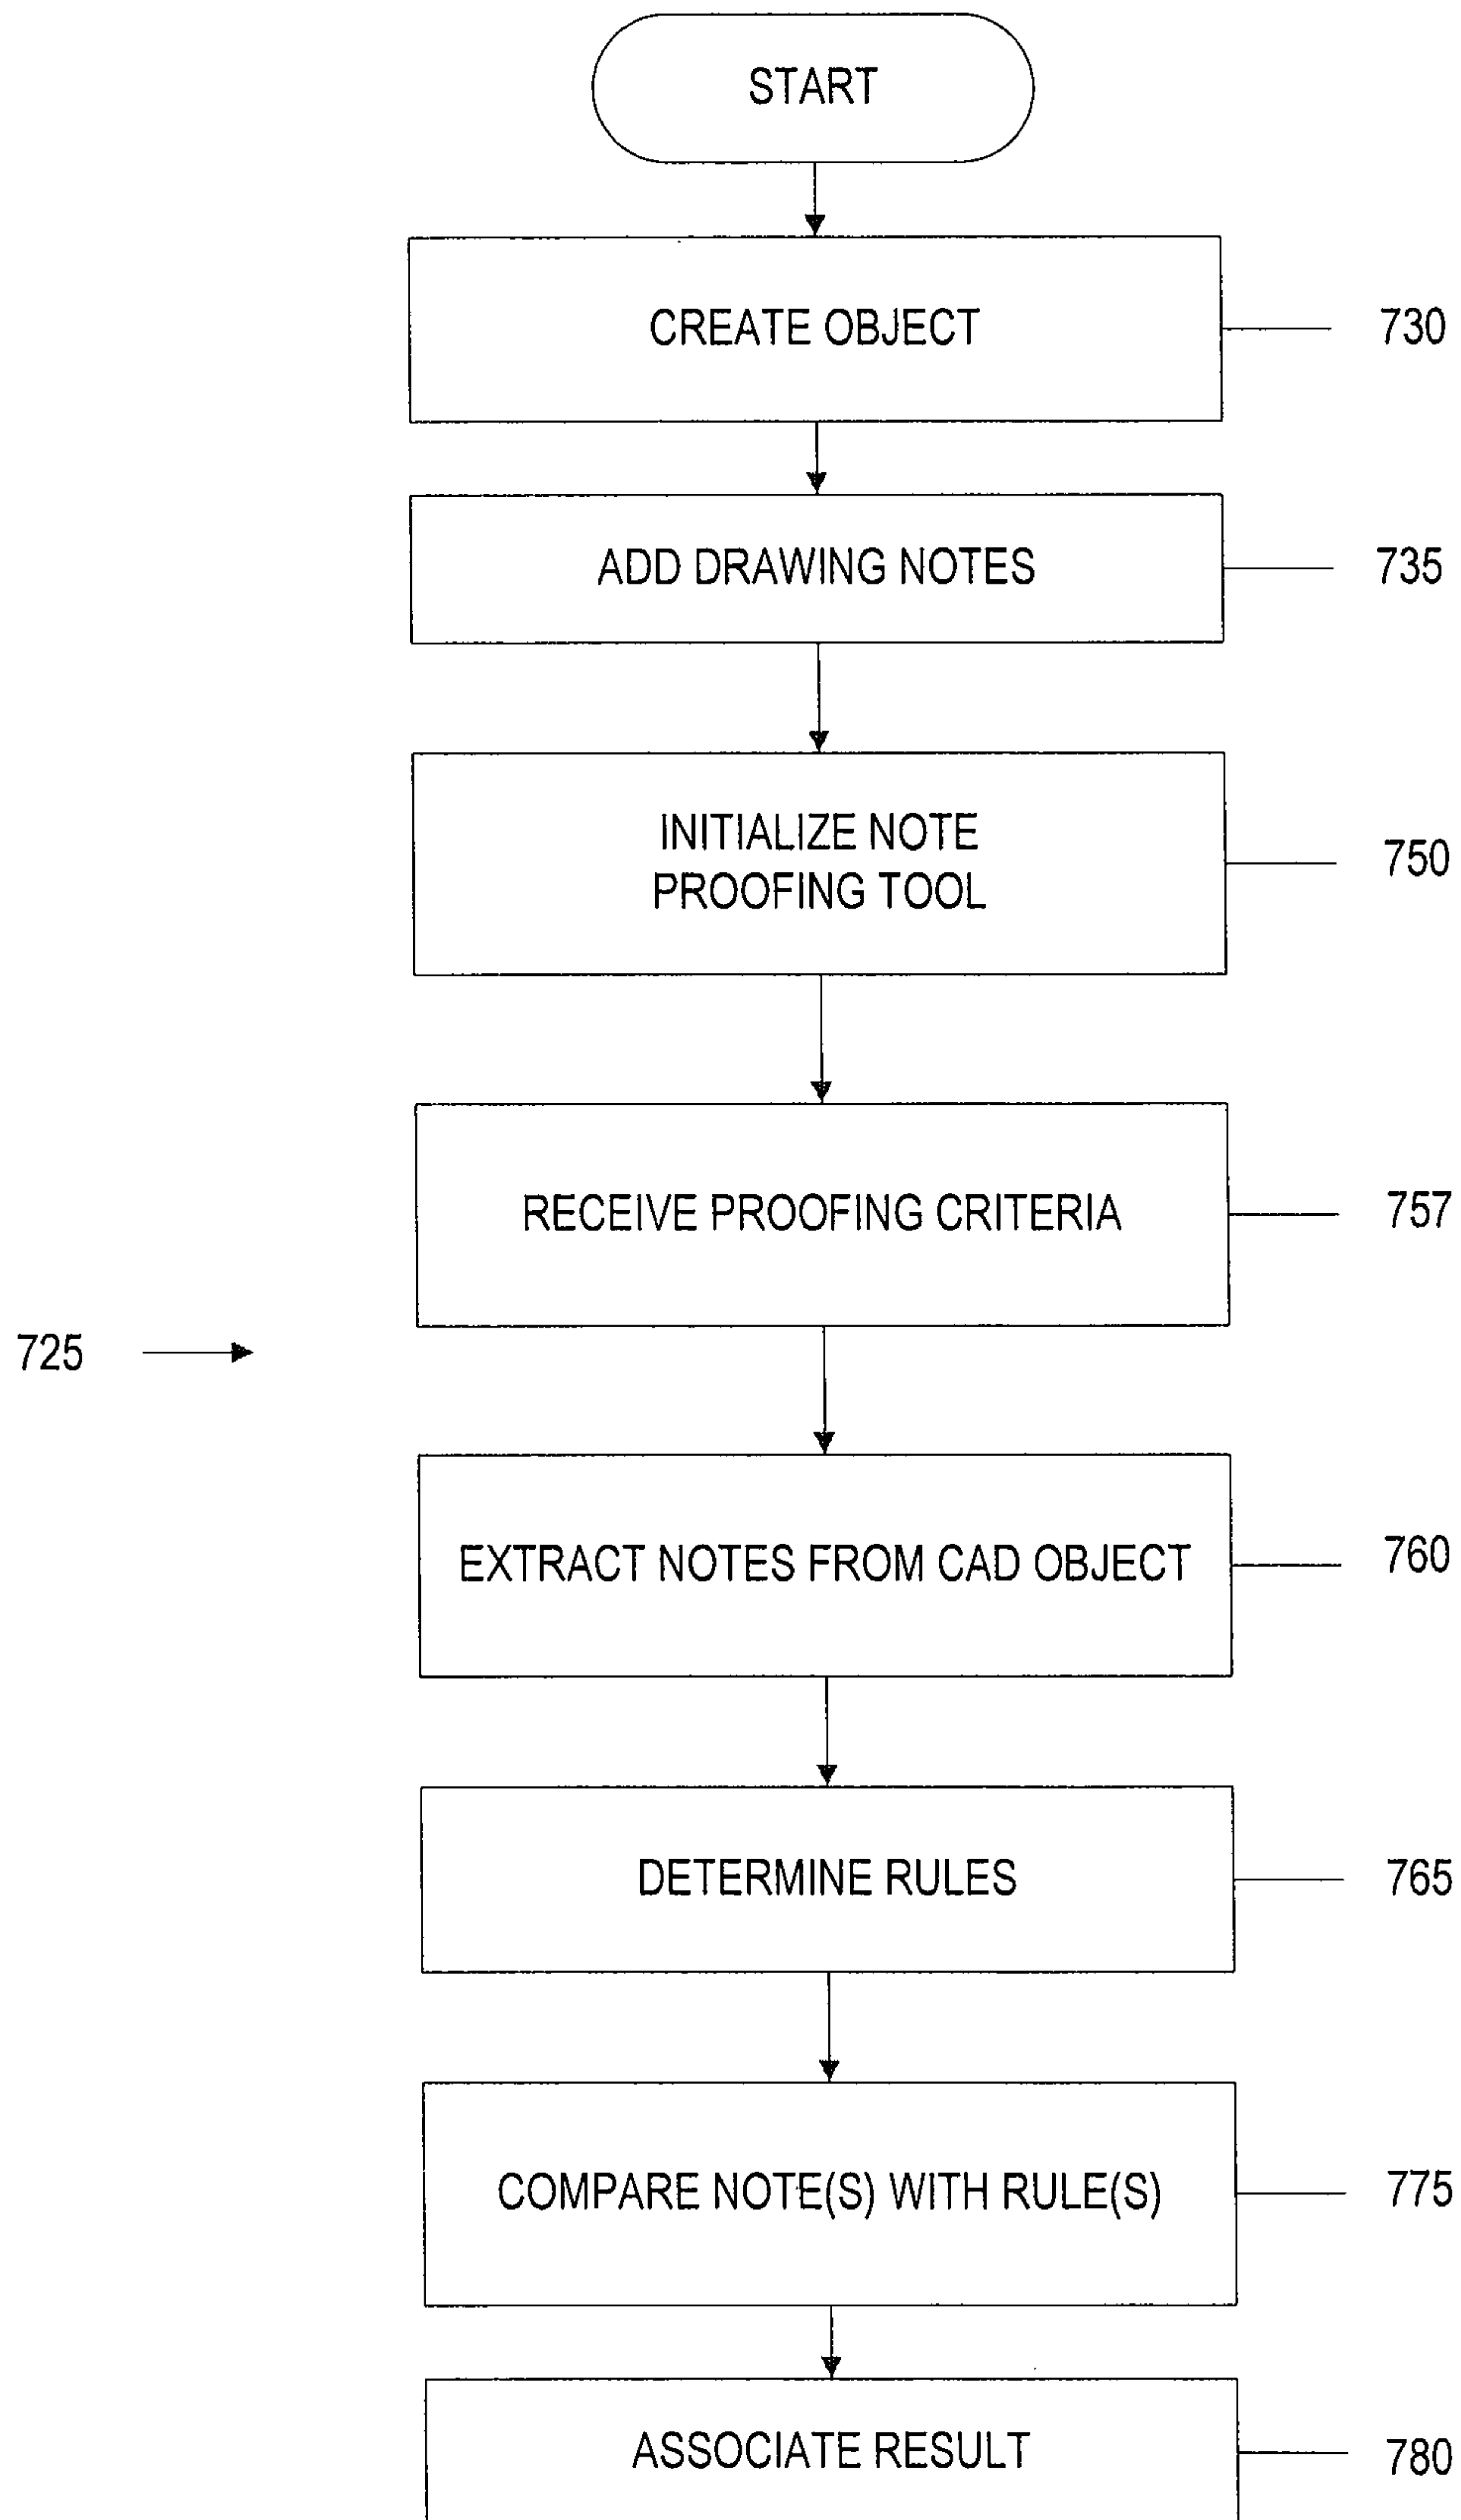 START
CREATE OBJECT
730
ADD DRAWING NOTES
735
INITIALIZE NOTE
PROOFING TOOL
750
RECEIVE PROOFING CRITERIA
757
725
EXTRACT NOTES FROM CAD OBJECT
760
DETERMINE RULES
765
COMPARE NOTE(S) WITH RULE(S)
775
ASSOCIATE RESULT
780